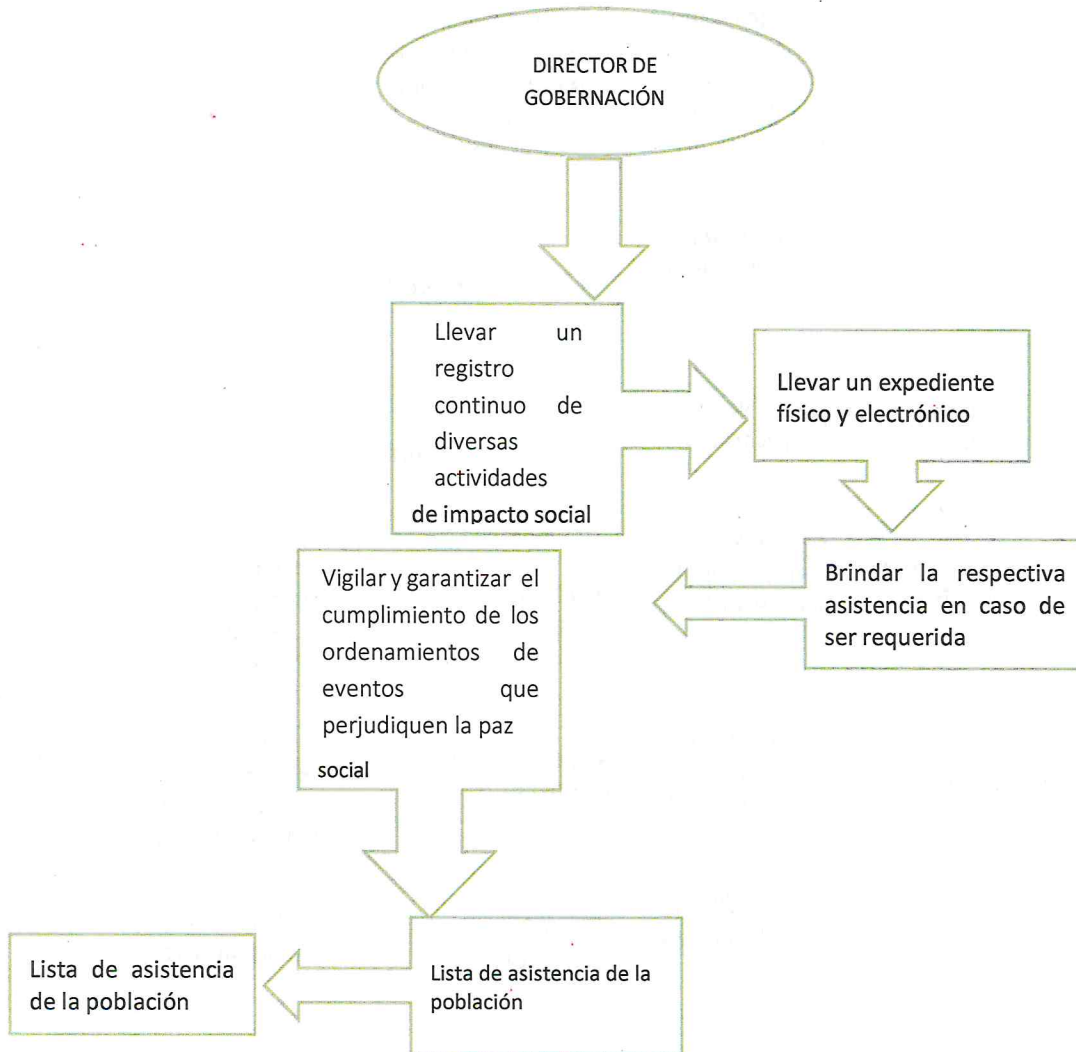 DIRECTOR DE
GOBERNACIÓN
Llevar un
registro
continuo de
diversas
actividades
de impacto social
Llevar un expediente
físico y electrónico
Brindar la respectiva
asistencia en caso de
ser requerida
Vigilar y garantizar el
cumplimiento de los
ordenamientos de
eventos que
perjudiquen la paz
social
Lista de asistencia de la
población
Lista de asistencia
de la población